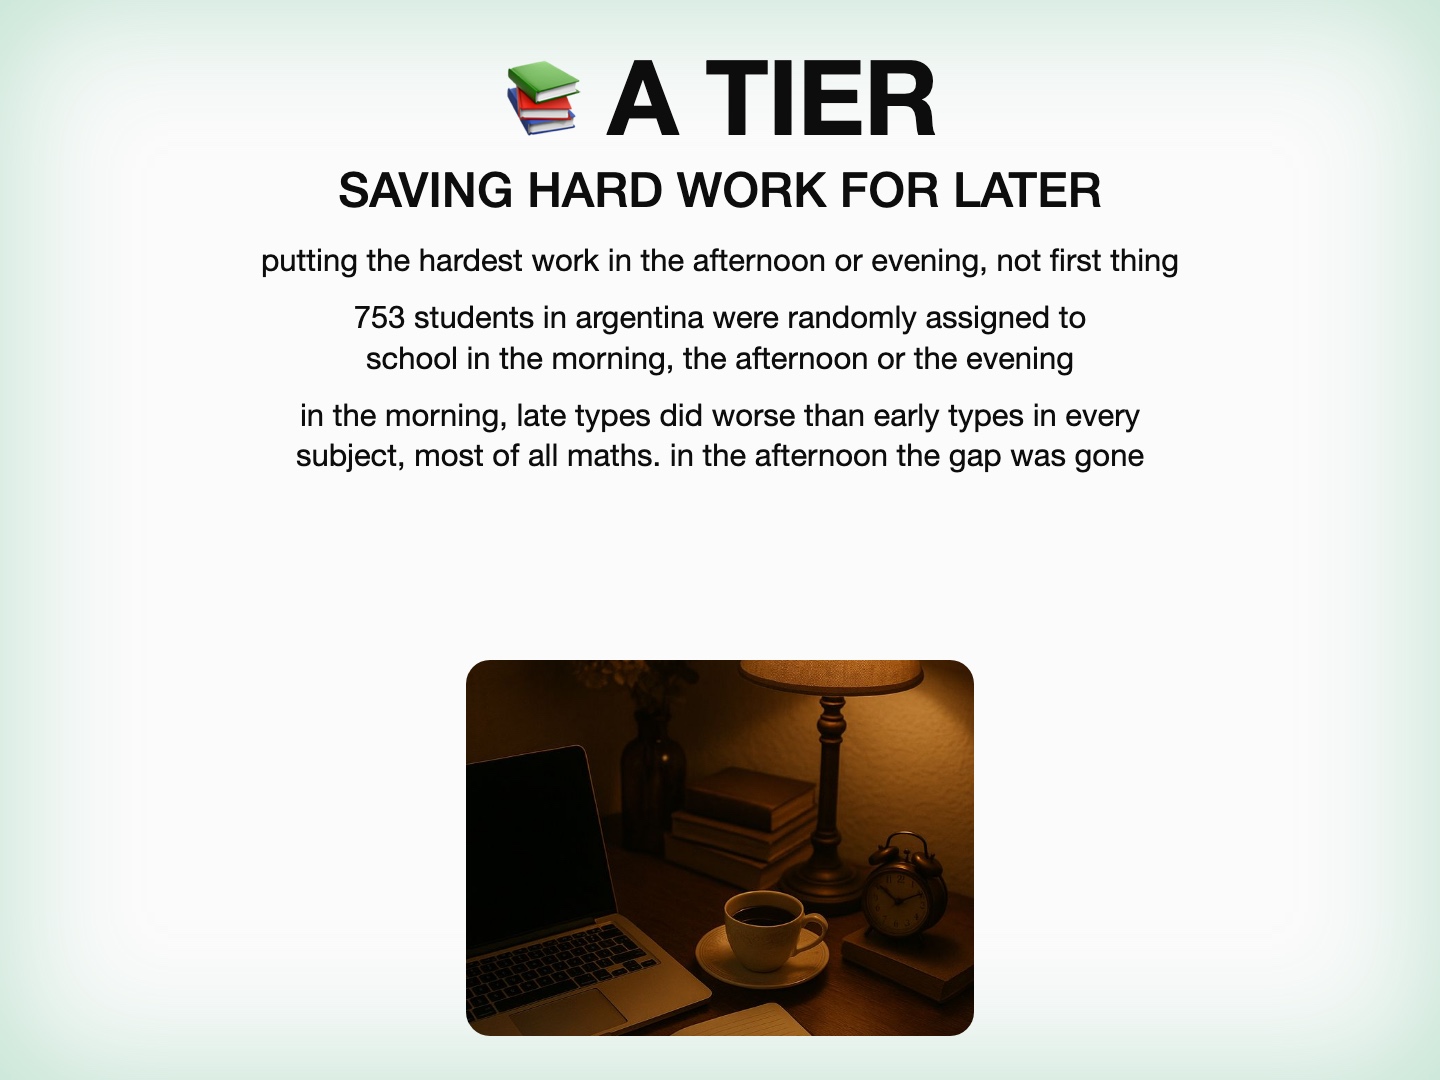 📚 A TIER
SAVING HARD WORK FOR LATER
putting the hardest work in the afternoon or evening, not first thing
753 students in argentina were randomly assigned to
school in the morning, the afternoon or the evening
in the morning, late types did worse than early types in every
subject, most of all maths. in the afternoon the gap was gone